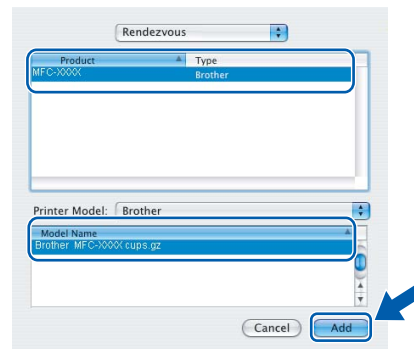 Rendezvous
Product Type
MFC-XXXX Brother
Printer Model: Brother
Model Name
Brother MFC-XXXX cups.gz
Cancel Add